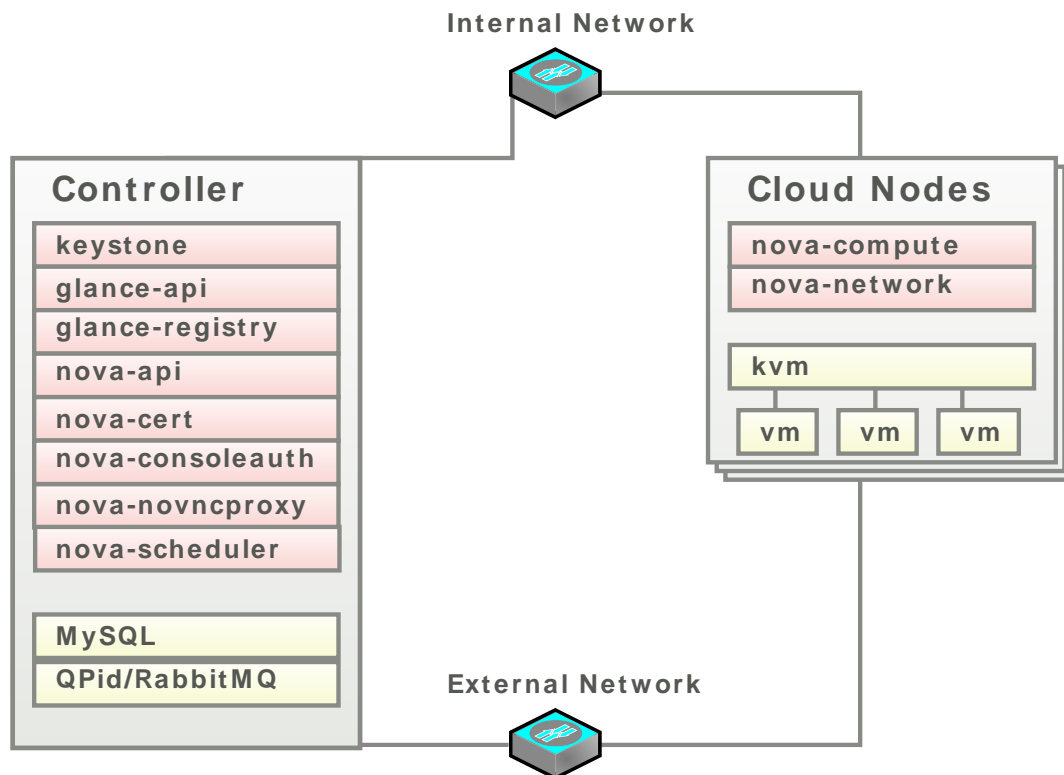 Internal Network
Controller
keystone
glance-api
glance-registry
nova-api
nova-cert
nova-consoleauth
nova-novncproxy
nova-scheduler
MySQL
QPid/RabbitMQ
Cloud Nodes
nova-compute
nova-network
kvm
vm
vm
vm
External Network